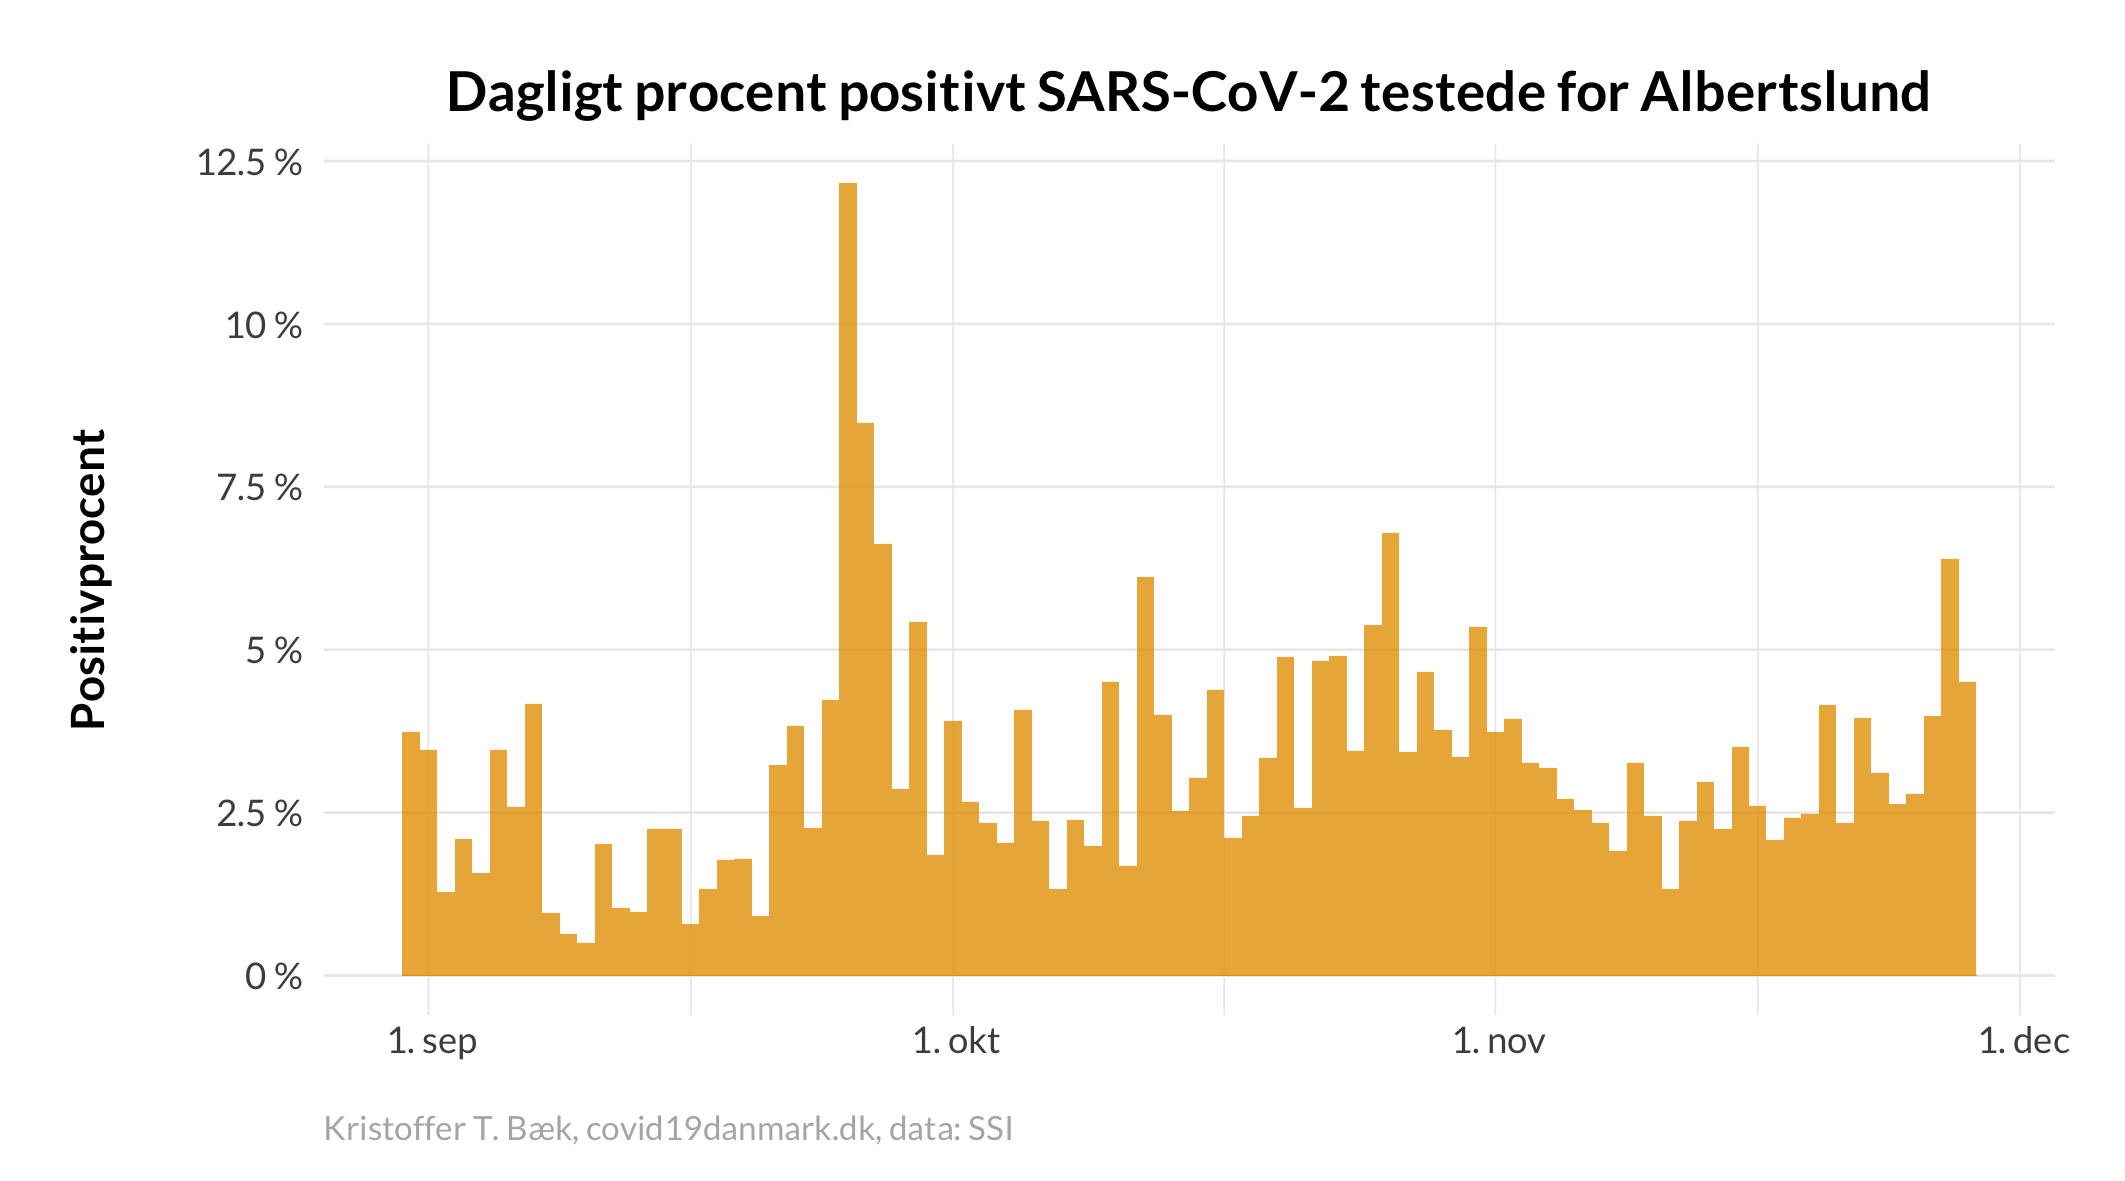 Dagligt procent positivt SARS-CoV-2 testede for Albertslund
Positivprocent
12.5 %
10 %
7.5 %
5 %
2.5 %
0 %
1. sep
1. okt
1. nov
1. dec
Kristoffer T. Bæk, covid19danmark.dk, data: SSI